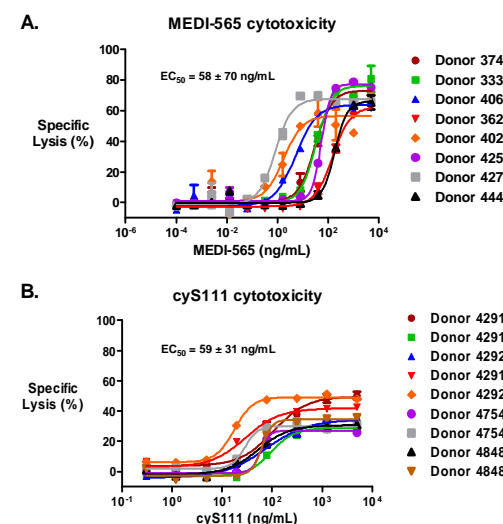 A.
MEDI-565 cytotoxicity
EC50 = 58 ± 70 ng/mL
Specific
Lysis (%)
100
80
60
40
20
0
10-6
10-4
10-2
100
102
104
MEDI-565 (ng/mL)
Donor 374
Donor 333
Donor 406
Donor 362
Donor 402
Donor 425
Donor 427
Donor 444
B.
cyS111 cytotoxicity
EC50 = 59 ± 31 ng/mL
Specific
Lysis (%)
100
80
60
40
20
0
10-1
100
101
102
103
104
cyS111 (ng/mL)
Donor 4291
Donor 4291
Donor 4292
Donor 4291
Donor 4292
Donor 4754
Donor 4754
Donor 4848
Donor 4848